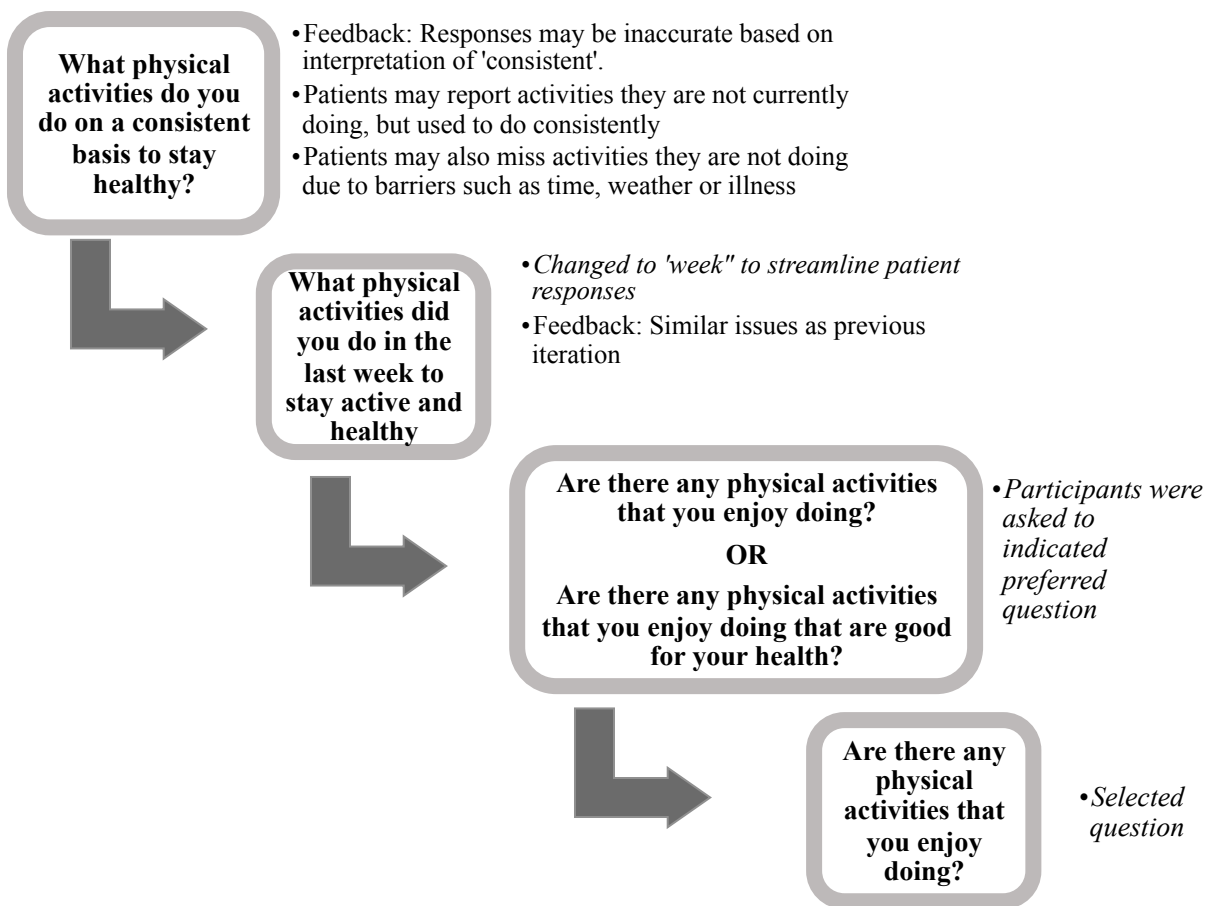 What physical
activities do you
do on a consistent
basis to stay
healthy?
•Feedback: Responses may be inaccurate based on
interpretation of 'consistent'.
•Patients may report activities they are not currently
doing, but used to do consistently
•Patients may also miss activities they are not doing
due to barriers such as time, weather or illness
What physical
activities did
you do in the
last week to
stay active and
healthy
•Changed to 'week" to streamline patient
responses
•Feedback: Similar issues as previous
iteration
Are there any physical activities
that you enjoy doing?
OR
Are there any physical activities
that you enjoy doing that are good
for your health?
•Participants were
asked to
indicated
preferred
question
Are there any
physical
activities that
you enjoy
doing?
•Selected
question